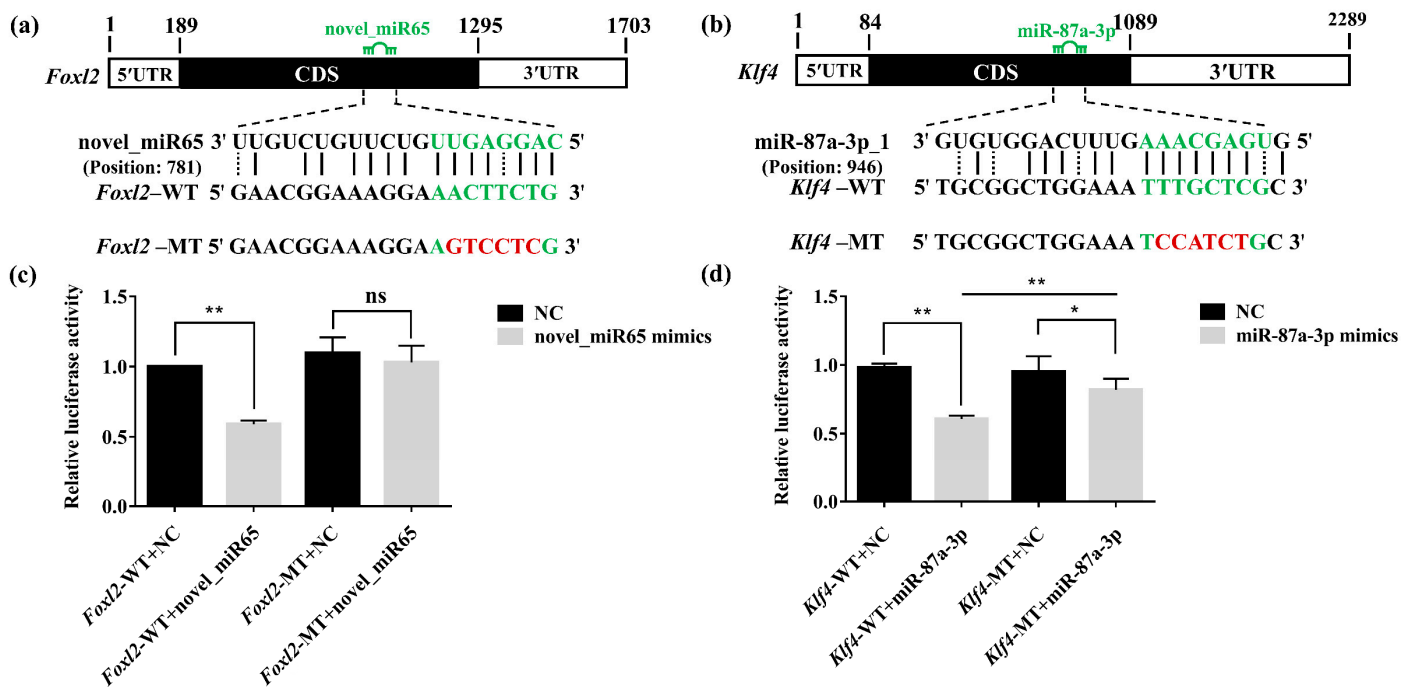 (a)
1 189 1295 1703
novel_miR65
Foxl2 5'UTR CDS 3'UTR
novel_miR65 3' UUGUCUGUUCUGUUGAGGAC 5'
(Position: 781)
Foxl2–WT 5' GAACGGAAAGGAAACTTCTG 3'
Foxl2–MT 5' GAACGGAAAGGAAGTCCTCG 3'
(b)
1 84 1089 2289
miR-87a-3p
Klf4 5'UTR CDS 3'UTR
miR-87a-3p_1 3' GUGUGGACUUUGAAACGAGUG 5'
(Position: 946)
Klf4 –WT 5' TGCGGCTGGAAATTTGCTCGC 3'
Klf4 –MT 5' TGCGGCTGGAAATCCATCTGC 3'
(c)
Relative luciferase activity
1.5
1.0
0.5
0.0
**
ns
NC
novel_miR65 mimics
Foxl2-WT+NC
Foxl2-WT+novel_miR65
Foxl2-MT+NC
Foxl2-MT+novel_miR65
(d)
Relative luciferase activity
1.5
1.0
0.5
0.0
**
**
*
NC
miR-87a-3p mimics
Klf4-WT+NC
Klf4-WT+miR-87a-3p
Klf4-MT+NC
Klf4-MT+miR-87a-3p